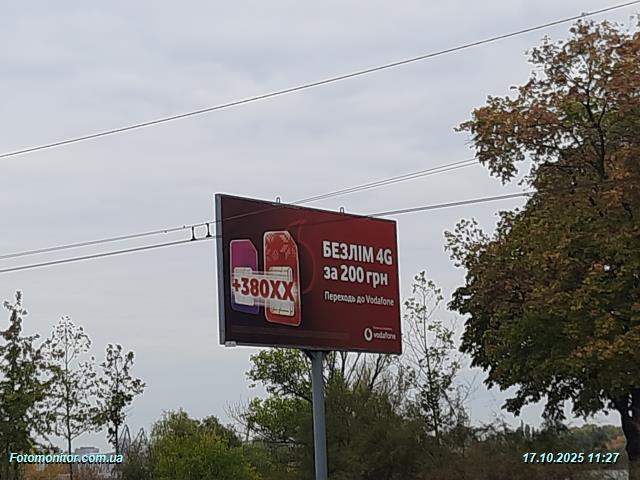 +380XX
БЕЗЛІМ 4G
за 200 грн
Переходь до Vodafone
vodafone
Fotomonitor.com.ua
17.10.2025 11:27